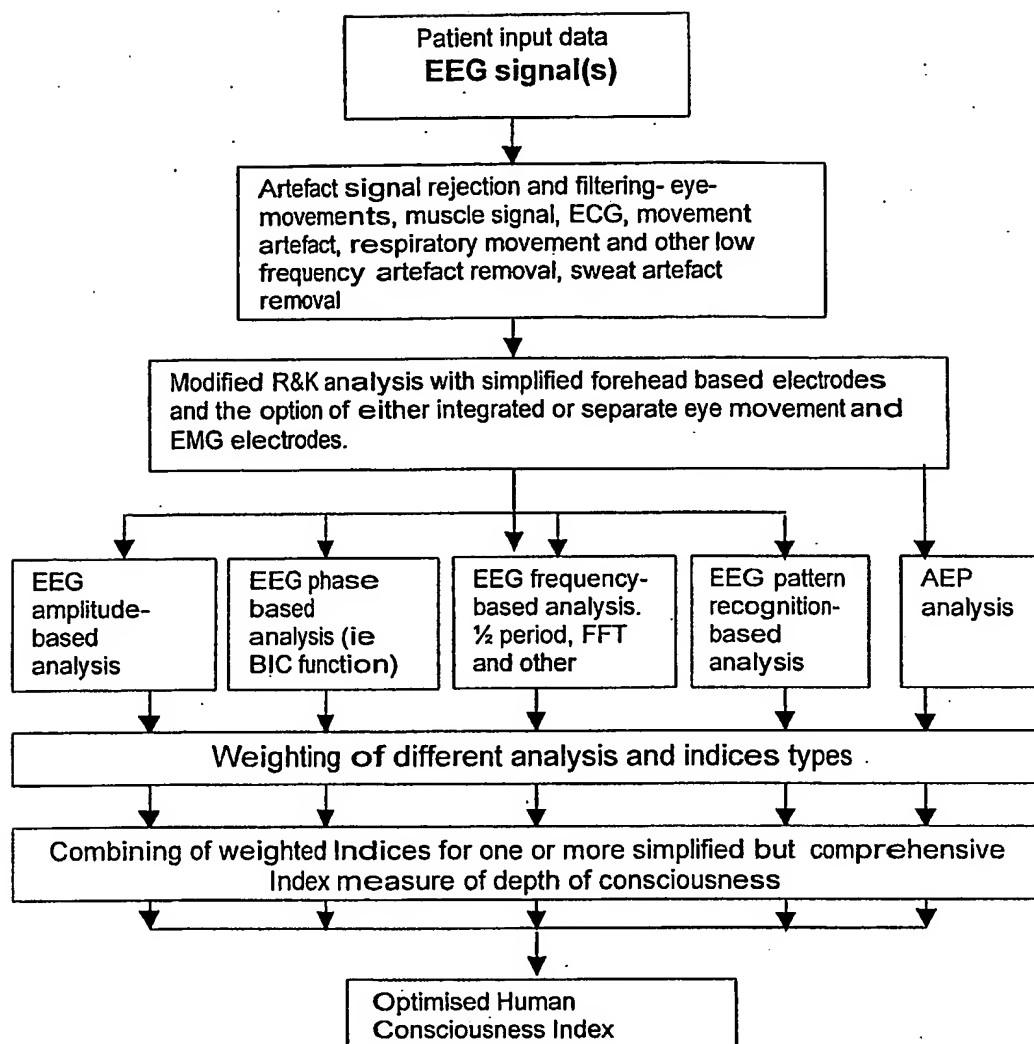 Patient input data
EEG signal(s)
Artefact signal rejection and filtering- eye-
movements, muscle signal, ECG, movement
artefact, respiratory movement and other low
frequency artefact removal, sweat artefact
removal
Modified R&K analysis with simplified forehead based electrodes
and the option of either integrated or separate eye movement and
EMG electrodes.
EEG
amplitude-
based
analysis
EEG phase
based
analysis (ie
BIC function)
EEG frequency-
based analysis.
½ period, FFT
and other
EEG pattern
recognition-
based
analysis
AEP
analysis
Weighting of different analysis and indices types
Combining of weighted Indices for one or more simplified but comprehensive
Index measure of depth of consciousness
Optimised Human
Consciousness Index